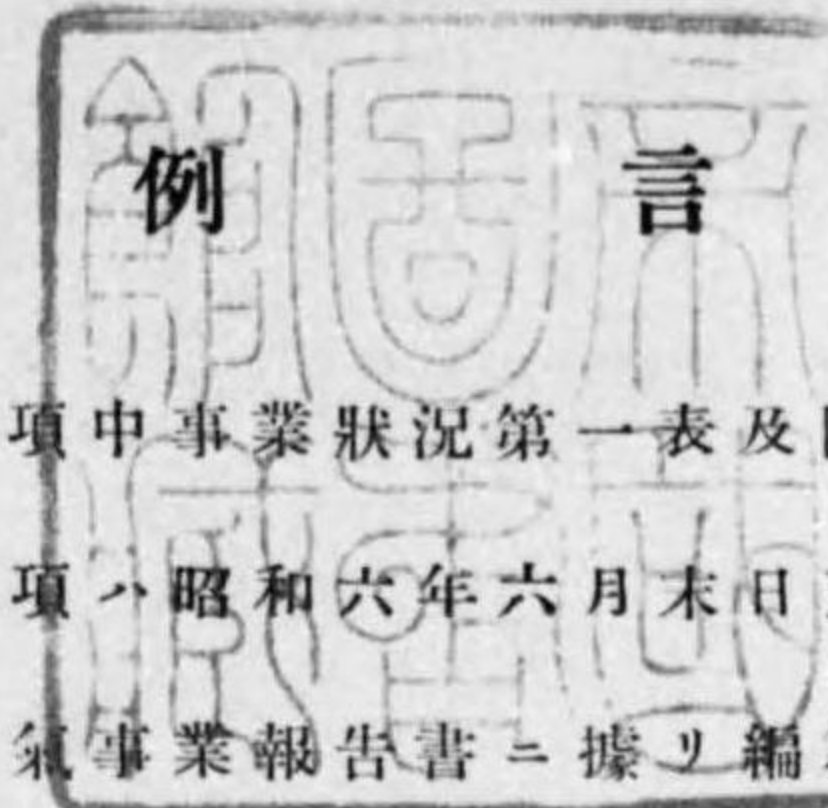 例言
項中事業狀況第一表及
項ハ昭和六年六月末日
氣事業報告書ニ據リ編